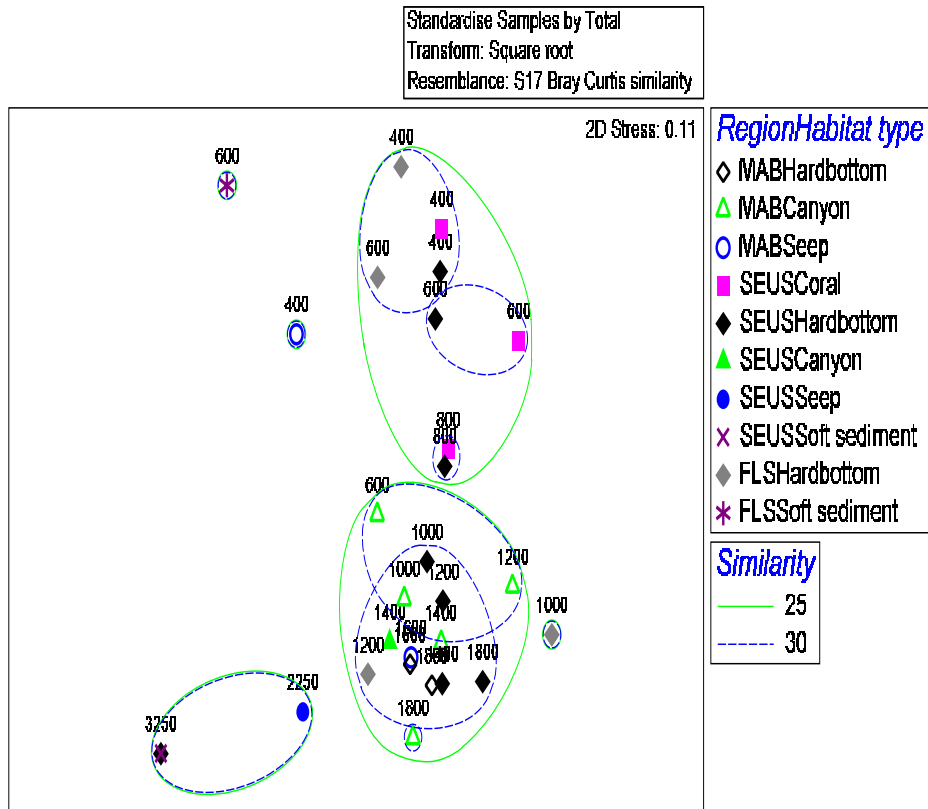 Standardise Samples by Total
Transform: Square root
Resemblance: S17 Bray Curtis similarity
2D Stress: 0.11
RegionHabitat type
MABHardbottom
MABCanyon
MABSeep
SEUSCoral
SEUSHardbottom
SEUSCanyon
SEUSSeep
SEUSSoft sediment
FLSHardbottom
FLSSoft sediment
Similarity
25
30
400
600
400
400
600
600
400
600
800
800
600
1000
1000
1200
1200
1400
1400
1000
1200
1800
1800
2250
3250